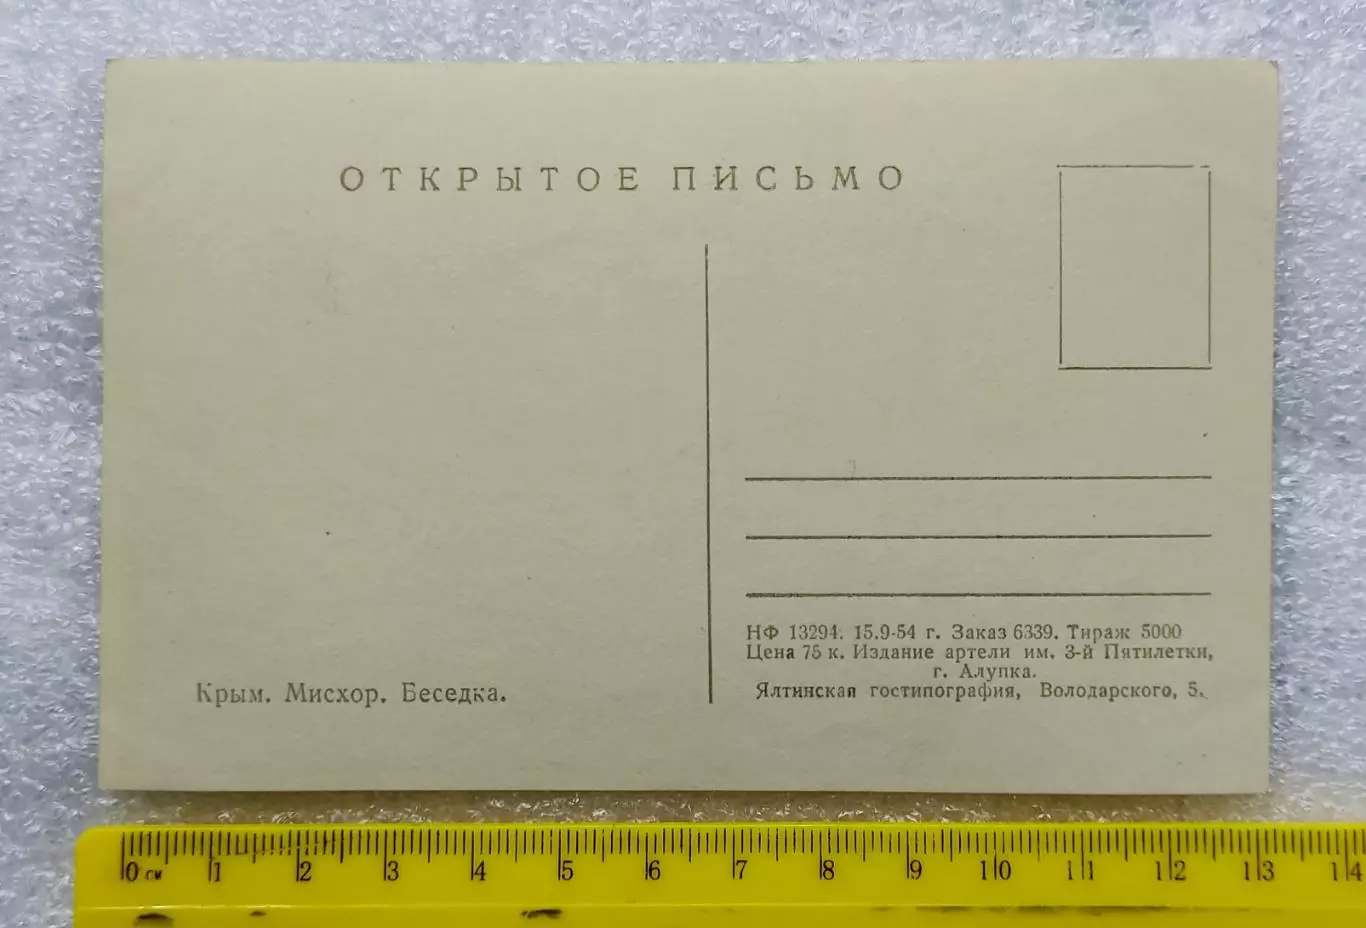 ОТКРЫТОЕ ПИСЬМО
Крым. Мисхор. Беседка.
НФ 13294. 15.9-54 г. Заказ 6339. Тираж 5000
Цена 75 к. Издание артели им. 3-й Пятилетки,
г. Алупка.
Ялтинская гостипография, Володарского, 5.
0 см 1 2 3 4 5 6 7 8 9 10 11 12 13 14